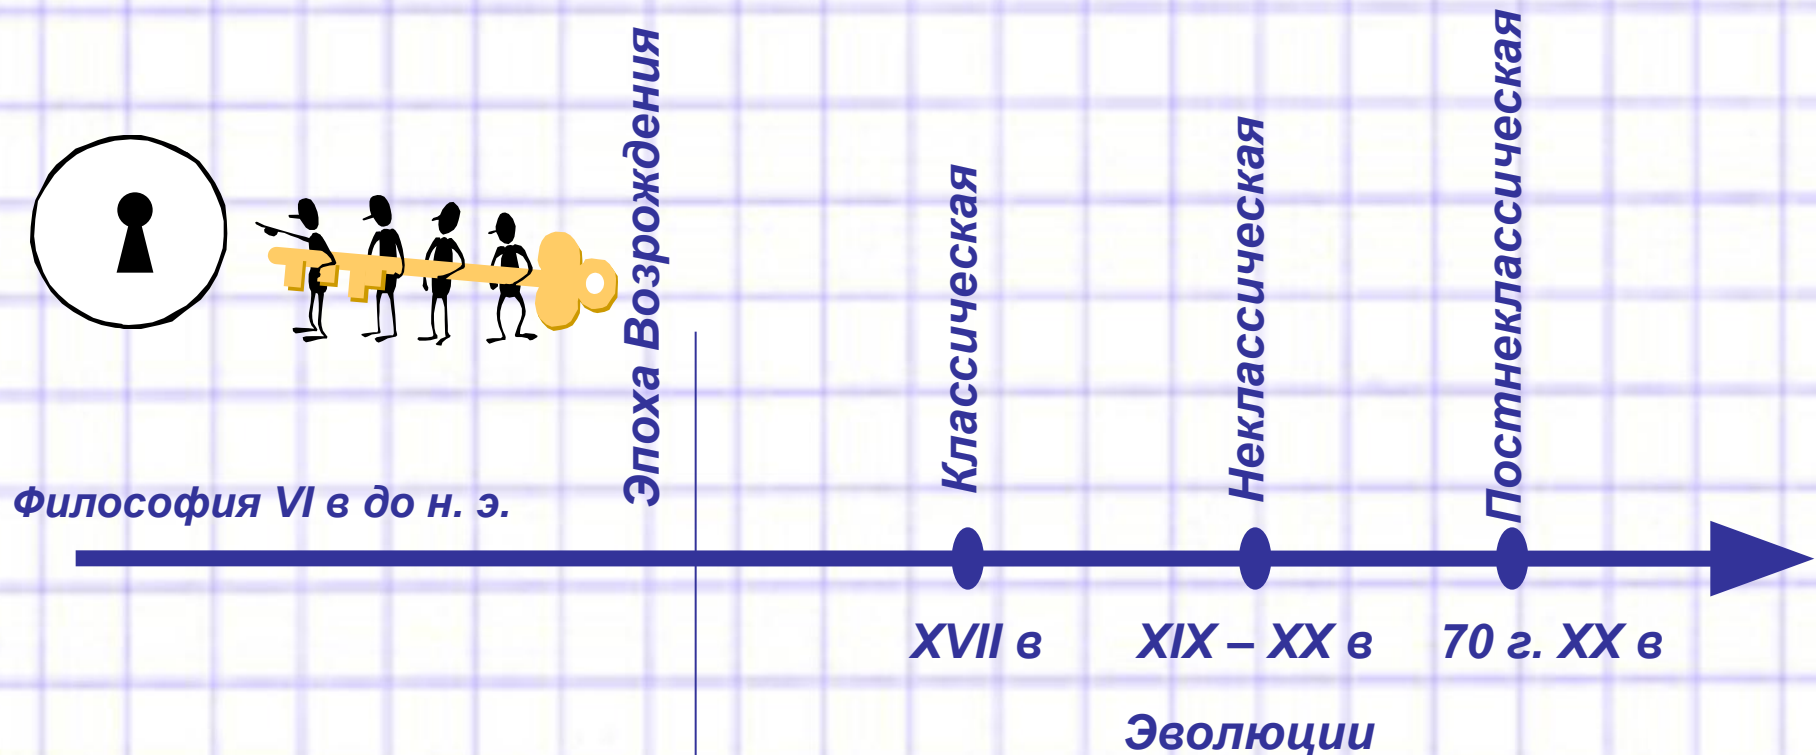 Философия VI в до н. э.
Эпоха Возрождения
Классическая
Неклассическая
Постнеклассическая
XVII в
XIX – XX в
70 г. XX в
Эволюции